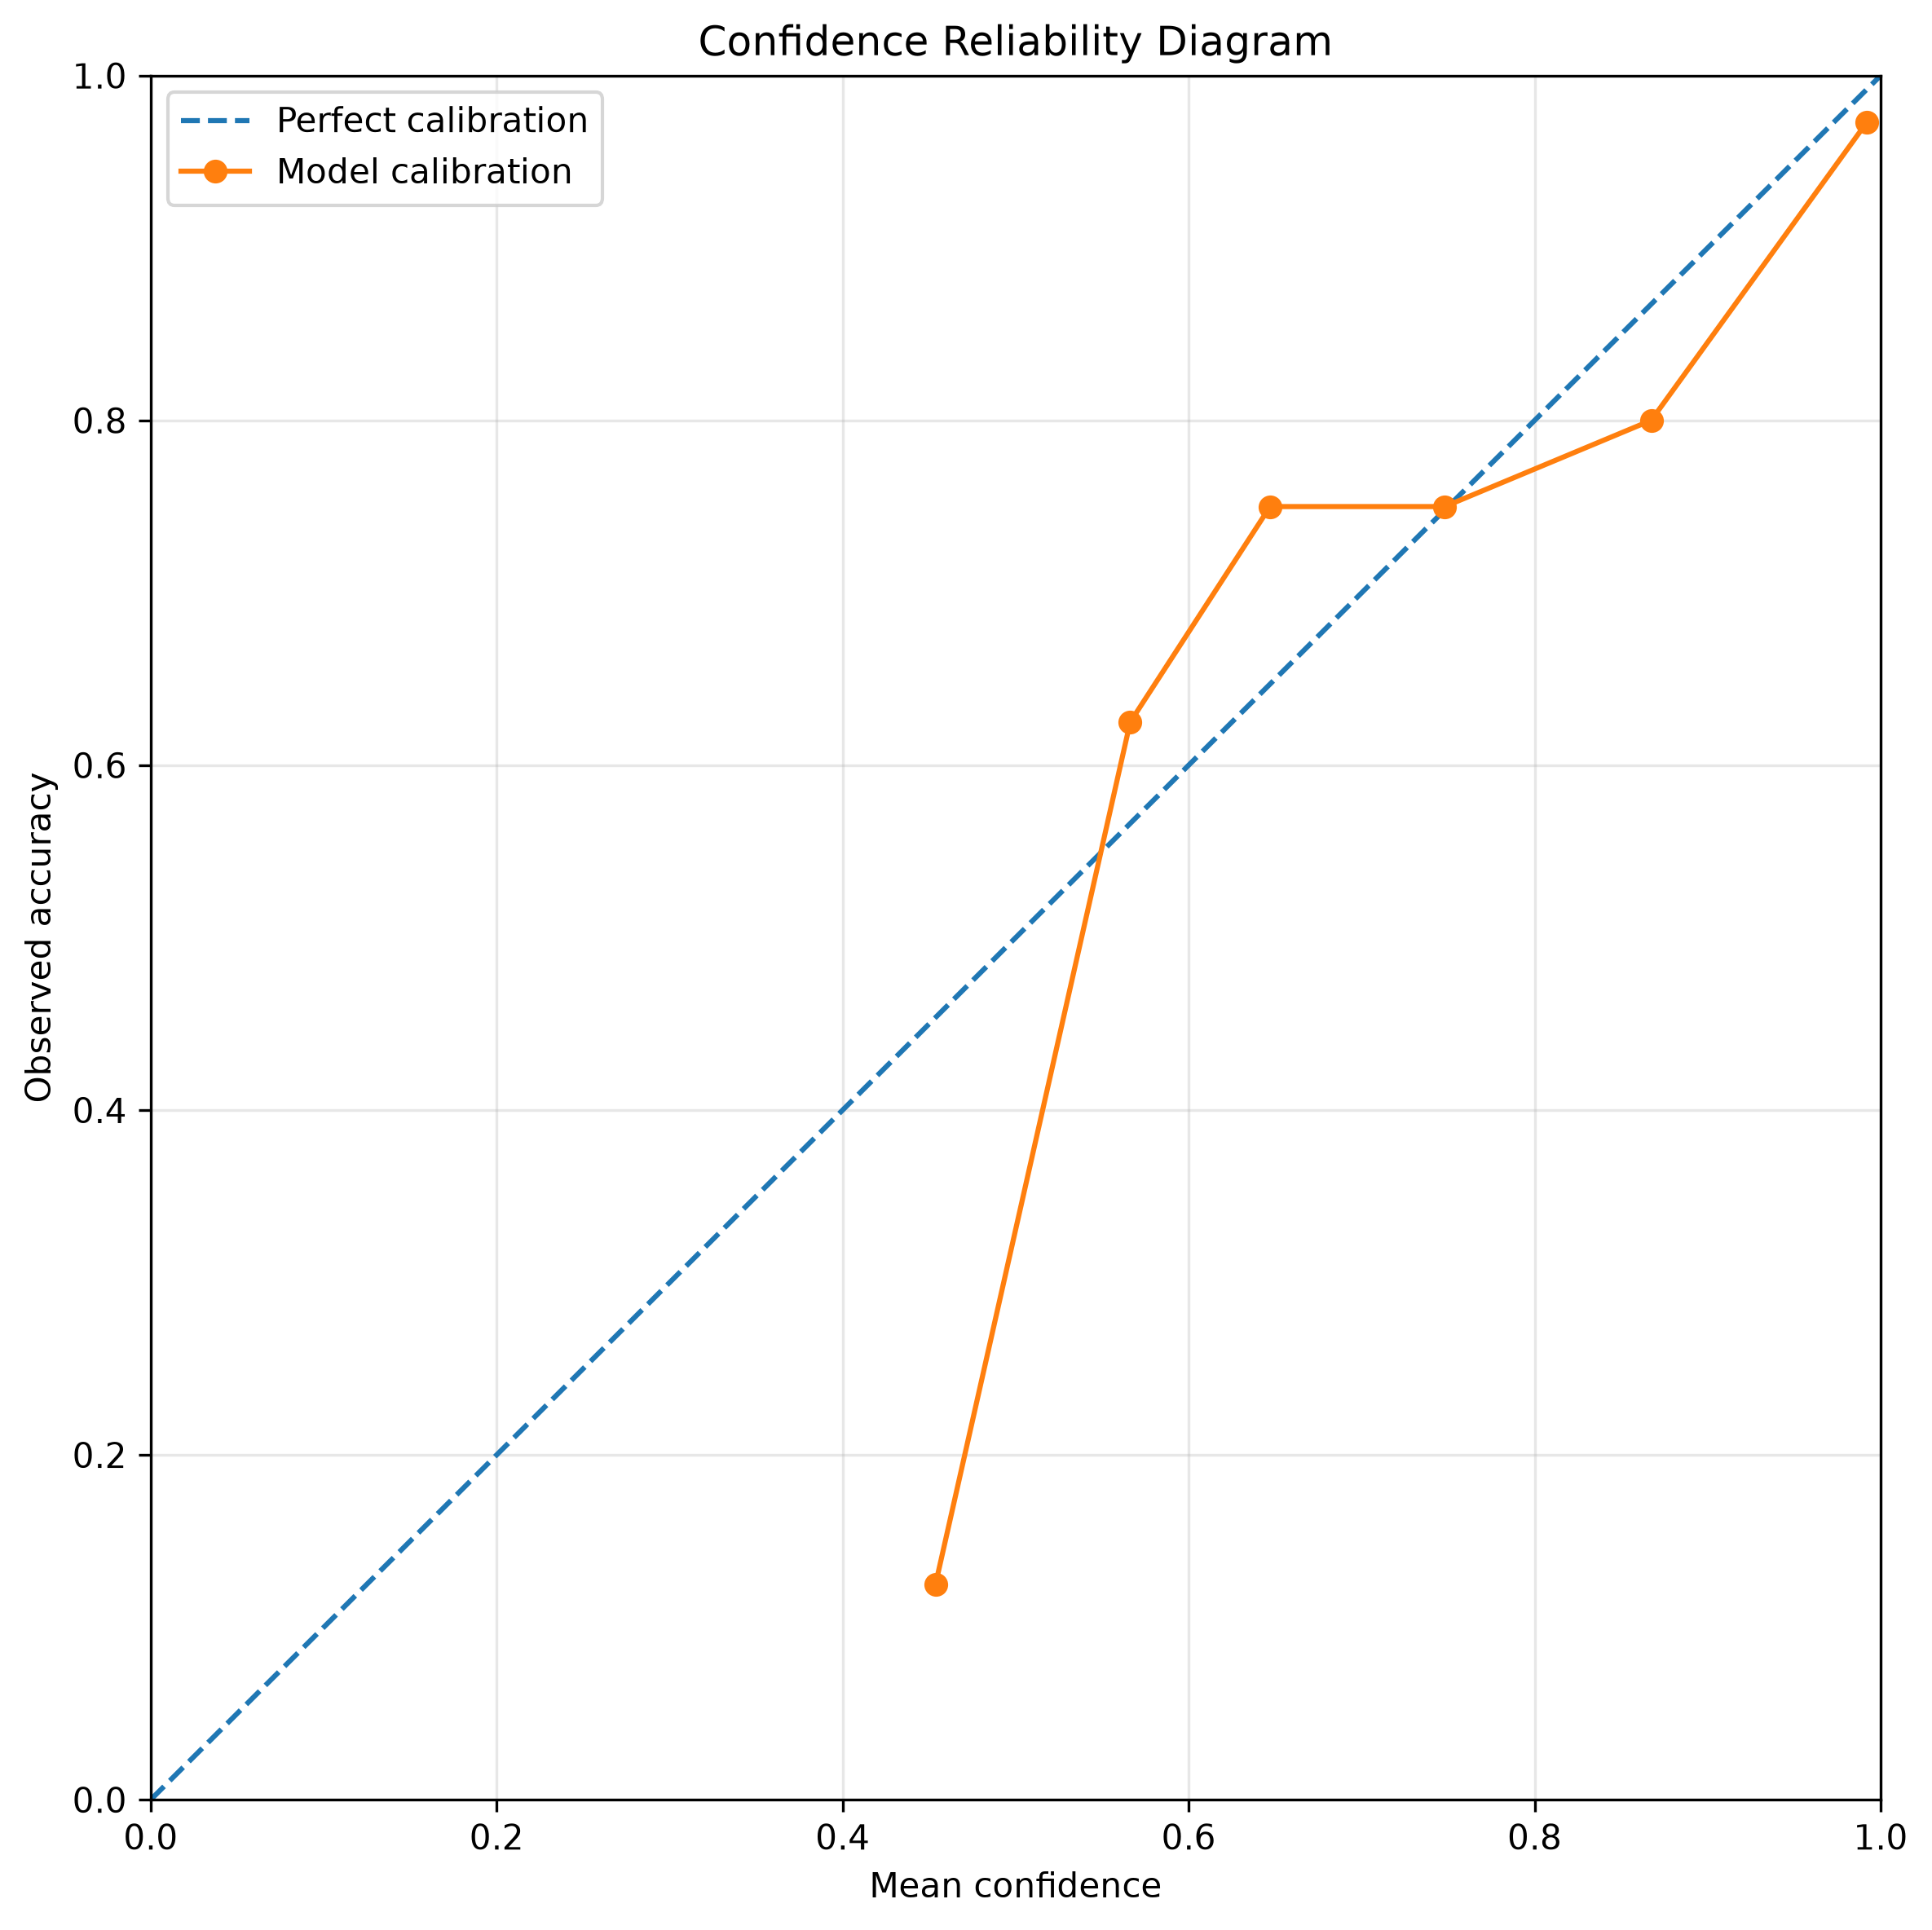 Confidence Reliability Diagram
Perfect calibration
Model calibration
1.0
0.8
0.6
0.4
0.2
0.0
Observed accuracy
0.0 0.2 0.4 0.6 0.8 1.0
Mean confidence